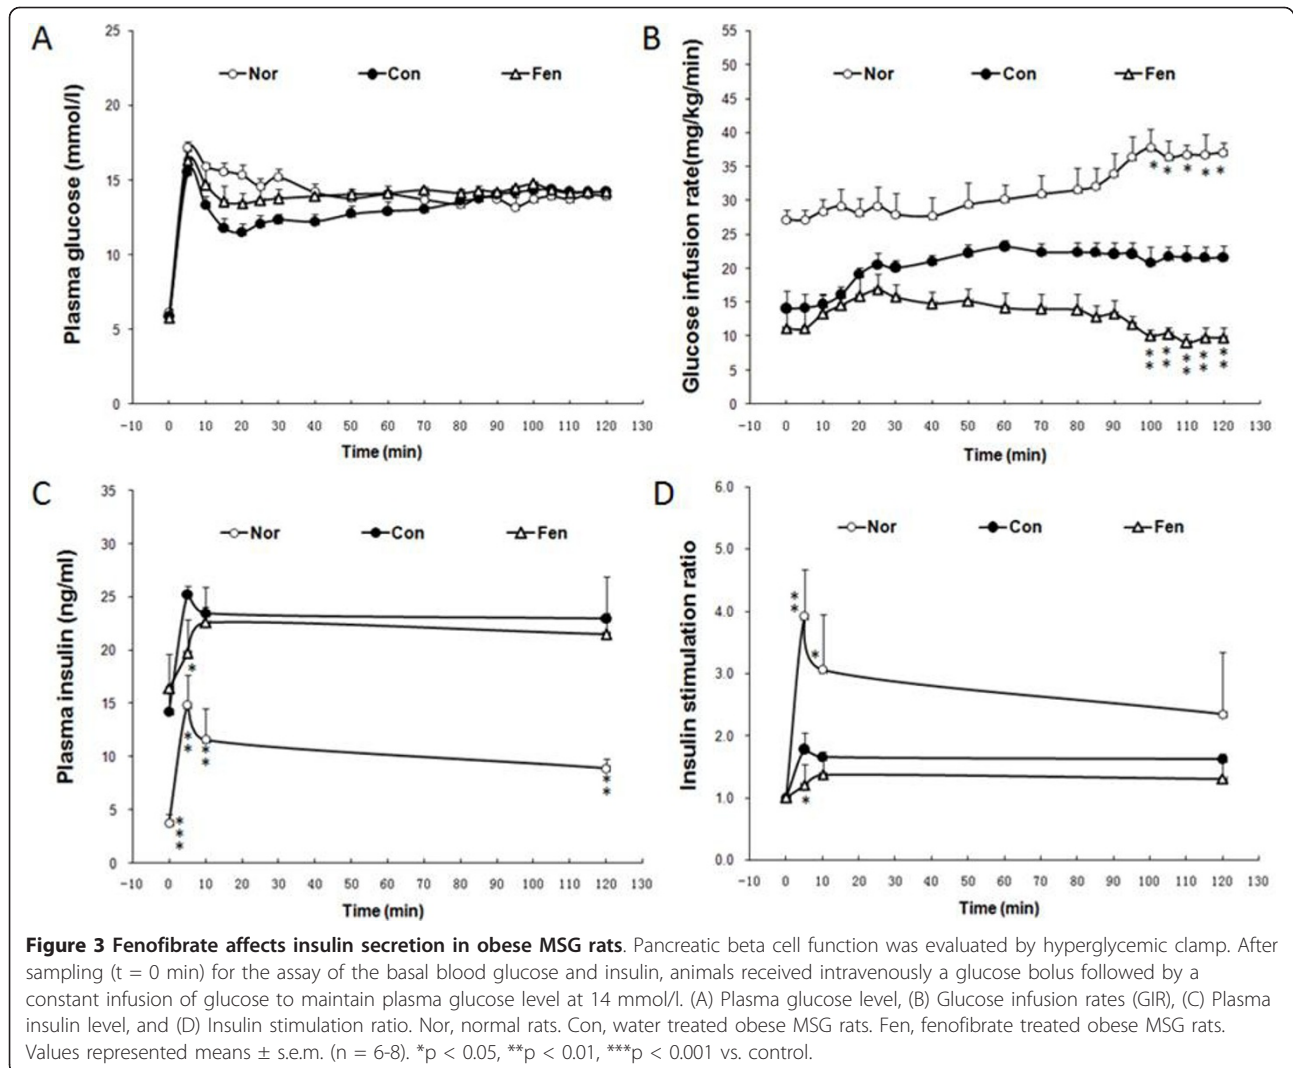 A
Plasma glucose (mmol/l)
25
20
15
10
5
0
Nor Con Fen
−10 0 10 20 30 40 50 60 70 80 90 100 110 120 130
Time (min)
B
Glucose infusion rate(mg/kg/min)
55
50
45
40
35
30
25
20
15
10
5
0
Nor Con Fen
* * * * *
** ** ** ** **
−10 0 10 20 30 40 50 60 70 80 90 100 110 120 130
Time (min)
C
Plasma insulin (ng/ml)
35
30
25
20
15
10
5
0
Nor Con Fen
*
** ** **
***
−10 0 10 20 30 40 50 60 70 80 90 100 110 120 130
Time (min)
D
Insulin stimulation ratio
6.0
5.0
4.0
3.0
2.0
1.0
0.0
Nor Con Fen
**
*
*
−10 0 10 20 30 40 50 60 70 80 90 100 110 120 130
Time (min)
Figure 3 Fenofibrate affects insulin secretion in obese MSG rats. Pancreatic beta cell function was evaluated by hyperglycemic clamp. After
sampling (t = 0 min) for the assay of the basal blood glucose and insulin, animals received intravenously a glucose bolus followed by a
constant infusion of glucose to maintain plasma glucose level at 14 mmol/l. (A) Plasma glucose level, (B) Glucose infusion rates (GIR), (C) Plasma
insulin level, and (D) Insulin stimulation ratio. Nor, normal rats. Con, water treated obese MSG rats. Fen, fenofibrate treated obese MSG rats.
Values represented means ± s.e.m. (n = 6-8). *p < 0.05, **p < 0.01, ***p < 0.001 vs. control.